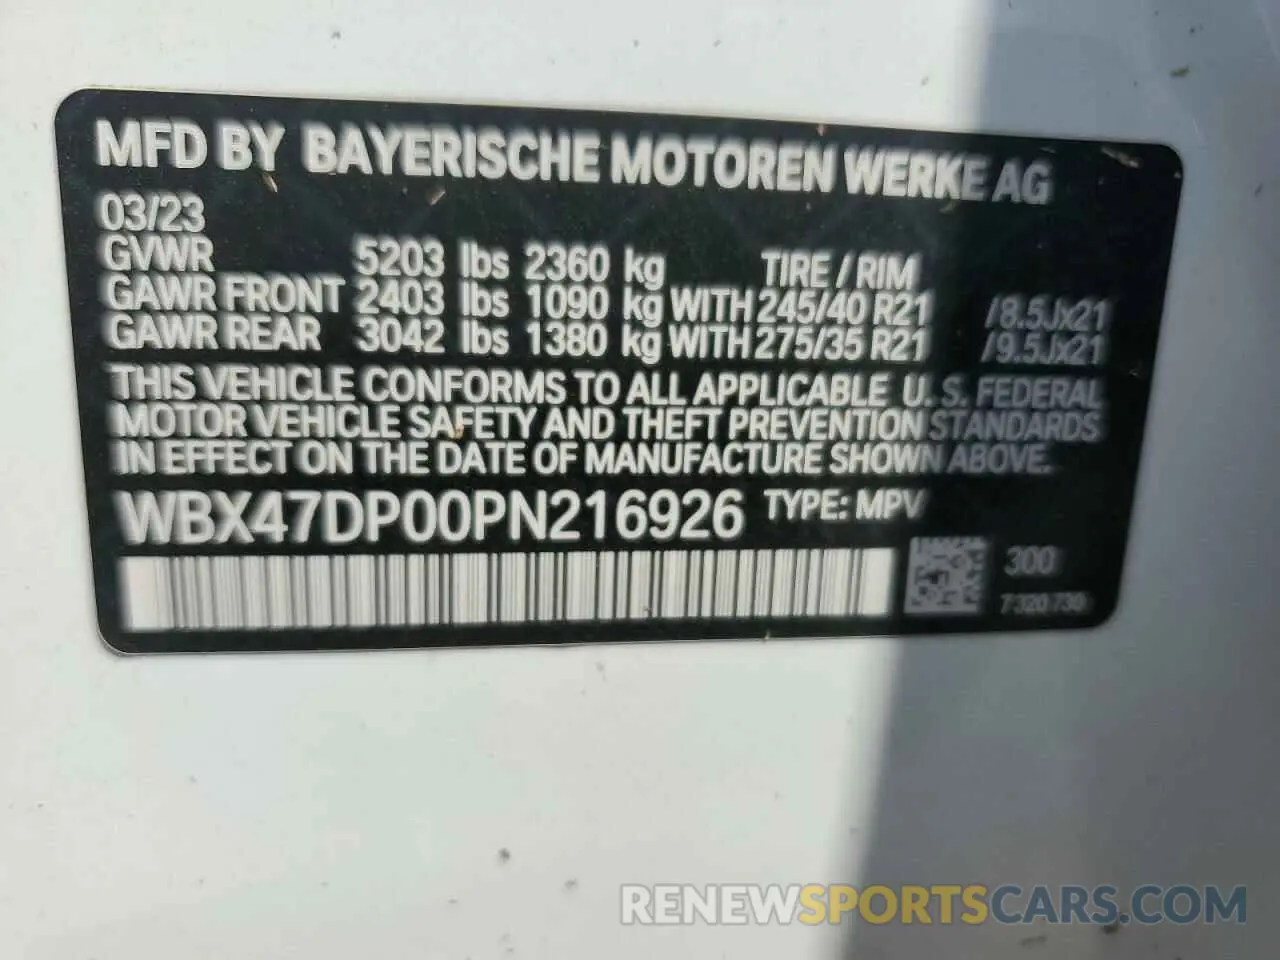 MFD BY BAYERISCHE MOTOREN WERKE AG
03/23
GVWR 5203 lbs 2360 kg TIRE / RIM
GAWR FRONT 2403 lbs 1090 kg WITH 245/40 R21 /8.5Jx21
GAWR REAR 3042 lbs 1380 kg WITH 275/35 R21 /9.5Jx21
THIS VEHICLE CONFORMS TO ALL APPLICABLE U.S. FEDERAL
MOTOR VEHICLE SAFETY AND THEFT PREVENTION STANDARDS
IN EFFECT ON THE DATE OF MANUFACTURE SHOWN ABOVE.
WBX47DP00PN216926 TYPE: MPV
300
7320730
RENEWSPORTSCARS.COM